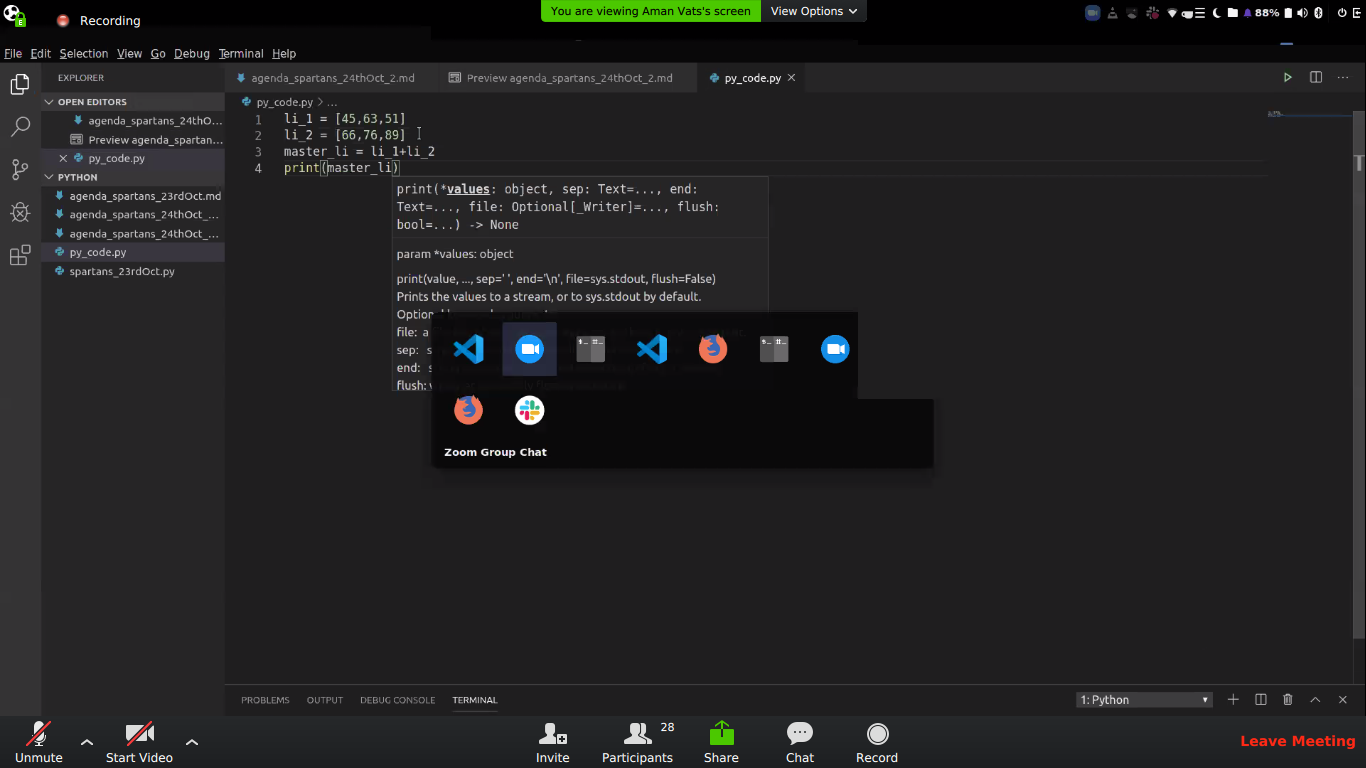 Recording
You are viewing Aman Vats's screen
View Options
88%
File Edit Selection View Go Debug Terminal Help
EXPLORER
agenda_spartans_24thOct_2.md
Preview agenda_spartans_24thOct_2.md
py_code.py
OPEN EDITORS
agenda_spartans_24thO...
Preview agenda_spartan...
py_code.py
PYTHON
agenda_spartans_23rdOct.md
agenda_spartans_24thOct_...
agenda_spartans_24thOct_...
py_code.py
spartans_23rdOct.py
py_code.py > ...
1 li_1 = [45,63,51]
2 li_2 = [66,76,89]
3 master_li = li_1+li_2
4 print(master_li)
print(*values: object, sep: Text=..., end:
Text=..., file: Optional[_Writer]=..., flush:
bool=...) -> None
param *values: object
print(value, ..., sep=' ', end='\n', file=sys.stdout, flush=False)
Prints the values to a stream, or to sys.stdout by default.
file: a
sep:
end:
flush:
Zoom Group Chat
PROBLEMS OUTPUT DEBUG CONSOLE TERMINAL
1: Python
Unmute
Start Video
Invite
Participants 28
Share
Chat
Record
Leave Meeting